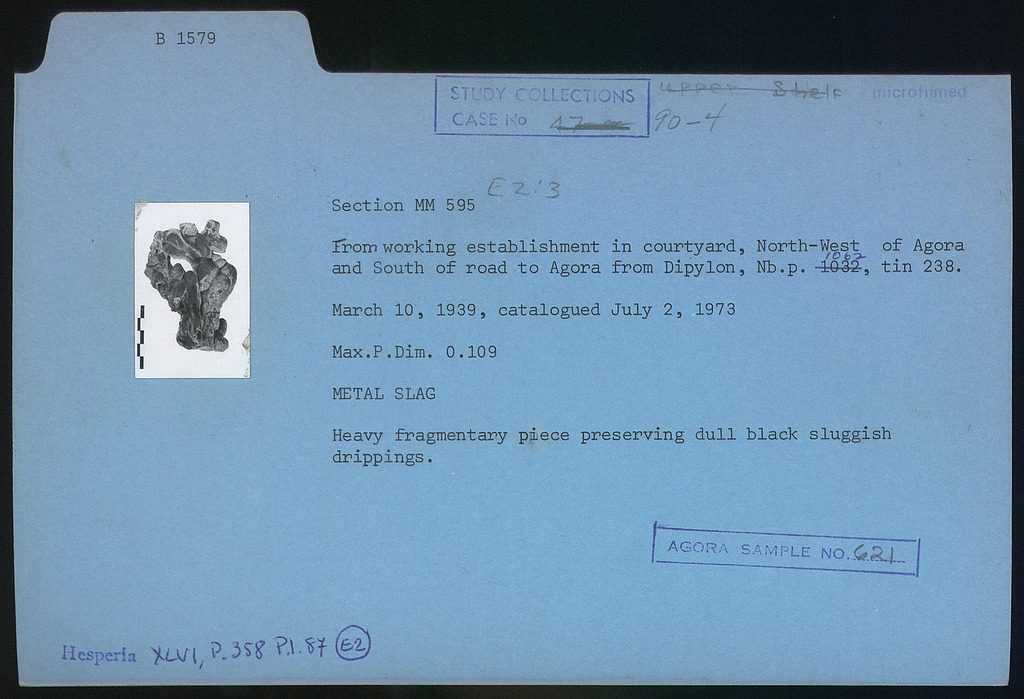 B 1579
STUDY COLLECTIONS upper Shelf microfilmed
CASE No 47 90-4
E 2:3
Section MM 595
From working establishment in courtyard, North-West of Agora
1062
and South of road to Agora from Dipylon, Nb.p. 1032, tin 238.
March 10, 1939, catalogued July 2, 1973
Max.P.Dim. 0.109
METAL SLAG
Heavy fragmentary piece preserving dull black sluggish
drippings.
AGORA SAMPLE NO. 621
Hesperia XLVI, P. 358 Pl. 87 E2